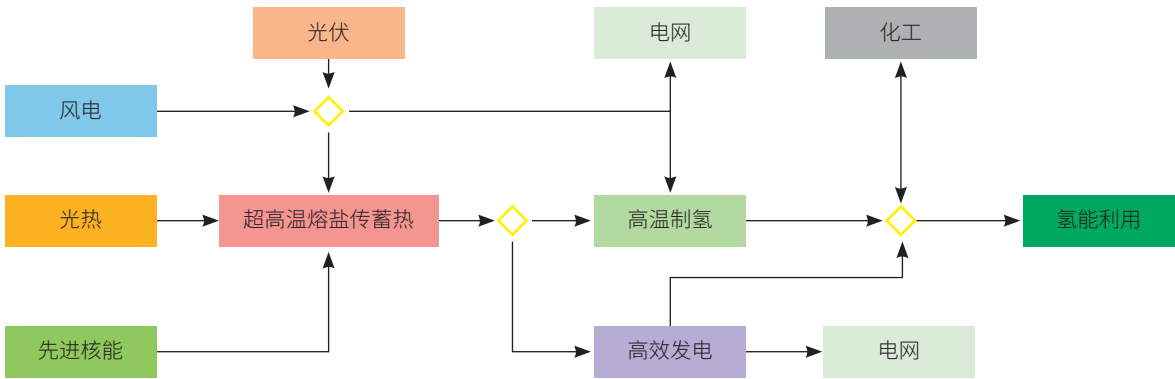 光伏
电网
化工
风电
光热
超高温熔盐传蓄热
高温制氢
氢能利用
先进核能
高效发电
电网